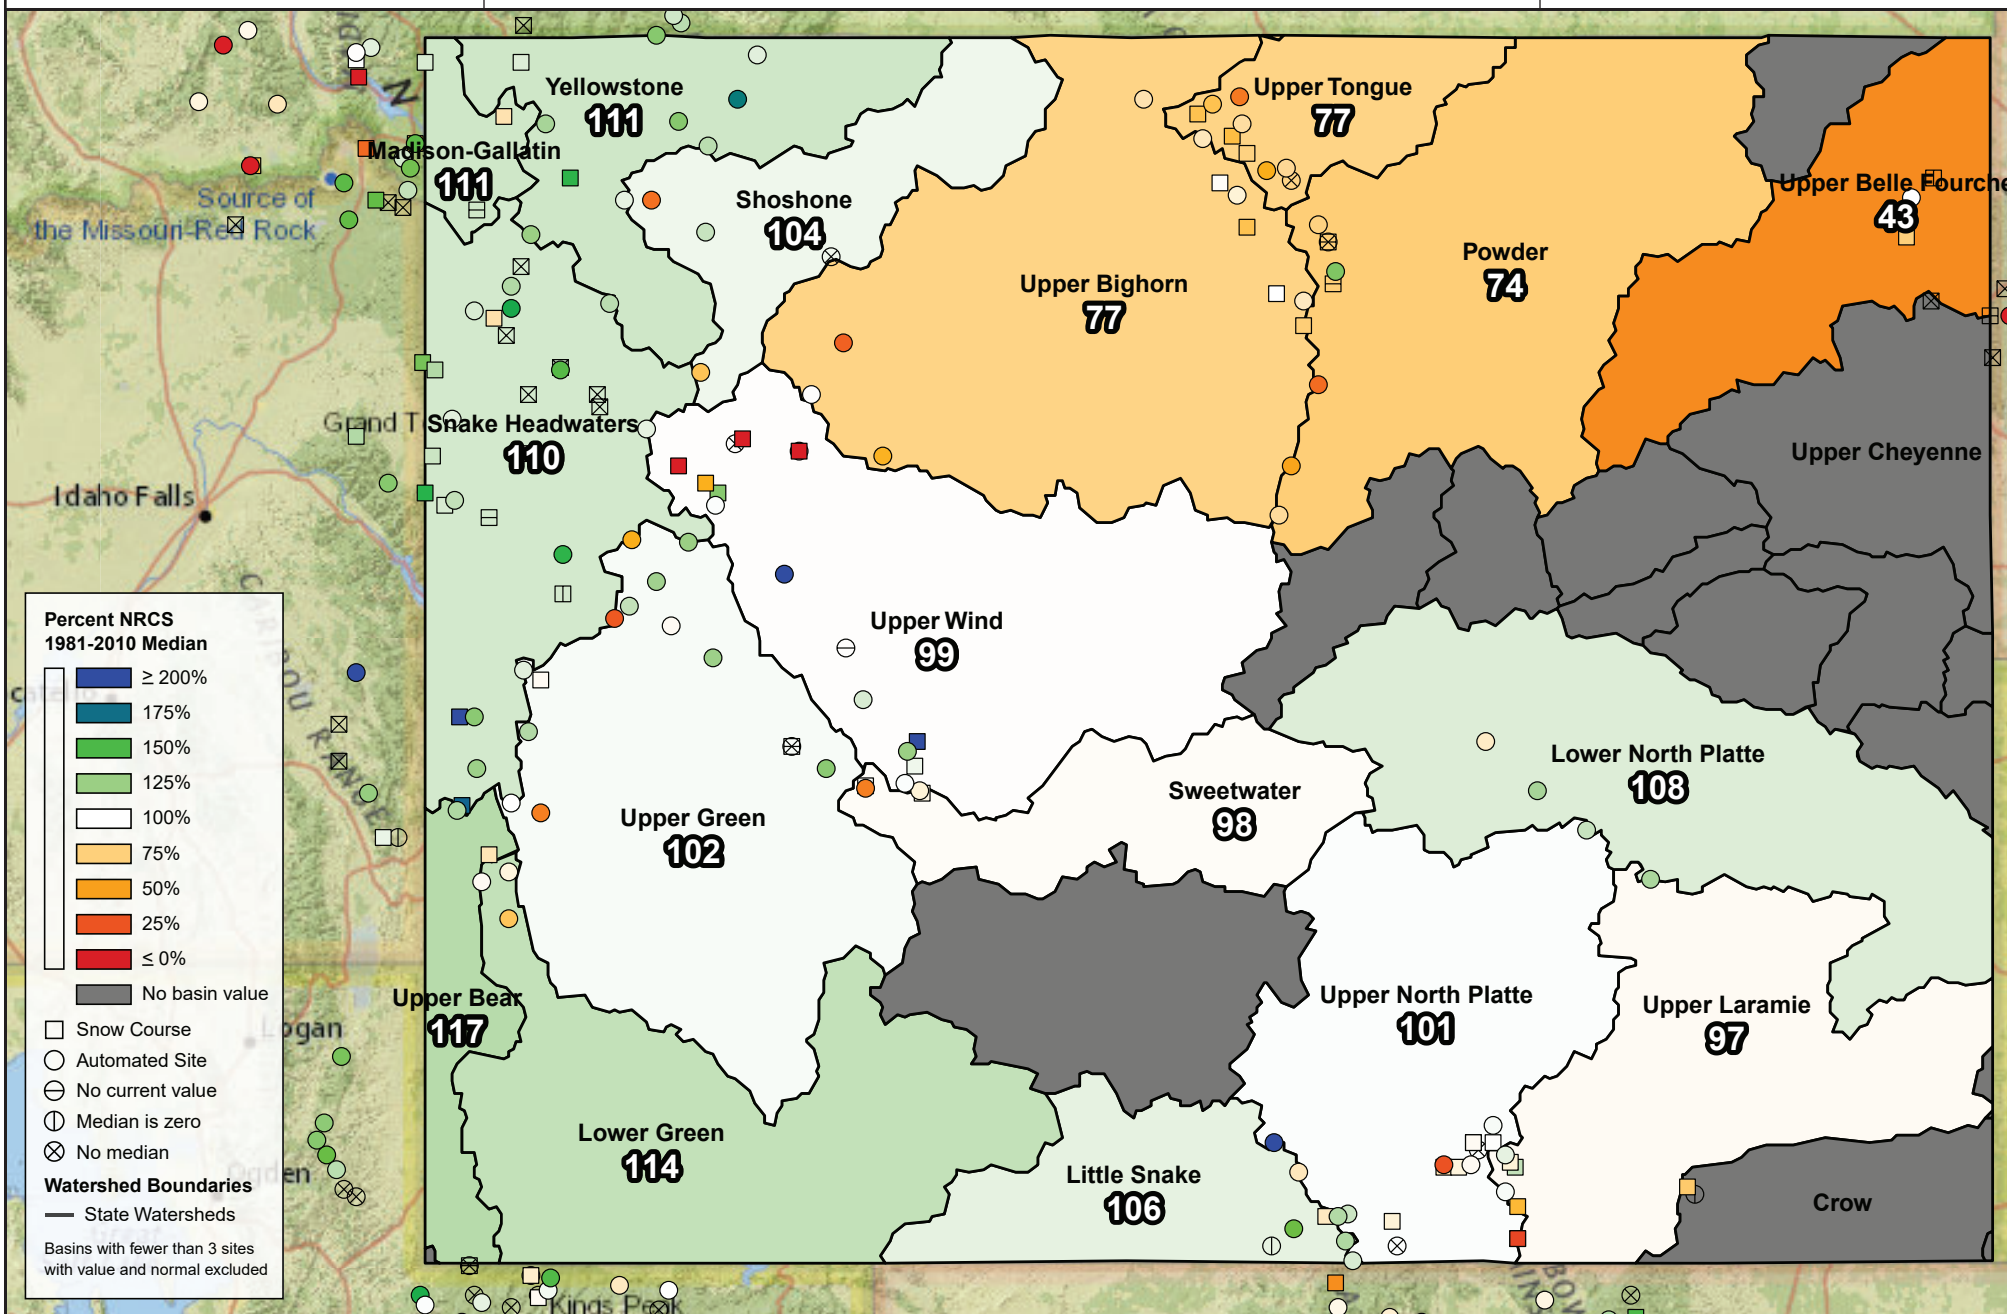 Yellowstone
111
Upper Tongue
77
Madison-Gallatin
111
Upper Belle Fourche
43
Source of
the Missouri-Red Rock
Shoshone
104
Powder
74
Upper Bighorn
77
Grand T
Snake Headwaters
110
Upper Cheyenne
Idaho Falls
CARIBOU RANGE
Upper Wind
99
Lower North Platte
108
Sweetwater
98
Upper Green
102
Upper Bear
117
Upper North Platte
101
Upper Laramie
97
Lower Green
114
Little Snake
106
Crow
Logan
Ogden
Kings Peak
Percent NRCS
1981-2010 Median
≥ 200%
175%
150%
125%
100%
75%
50%
25%
≤ 0%
No basin value
Snow Course
Automated Site
No current value
Median is zero
No median
Watershed Boundaries
State Watersheds
Basins with fewer than 3 sites
with value and normal excluded